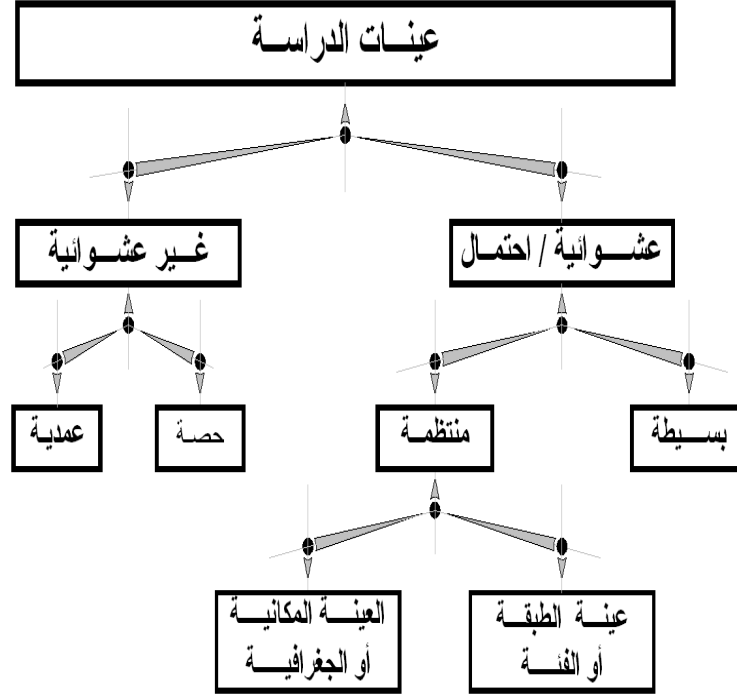 عينات الدراسة
عشوائية / احتمال
غير عشوائية
بسيطة
منتظمة
حصة
عمدية
عينة الطبقة
أو الفئة
العينة المكانية
أو الجغرافية